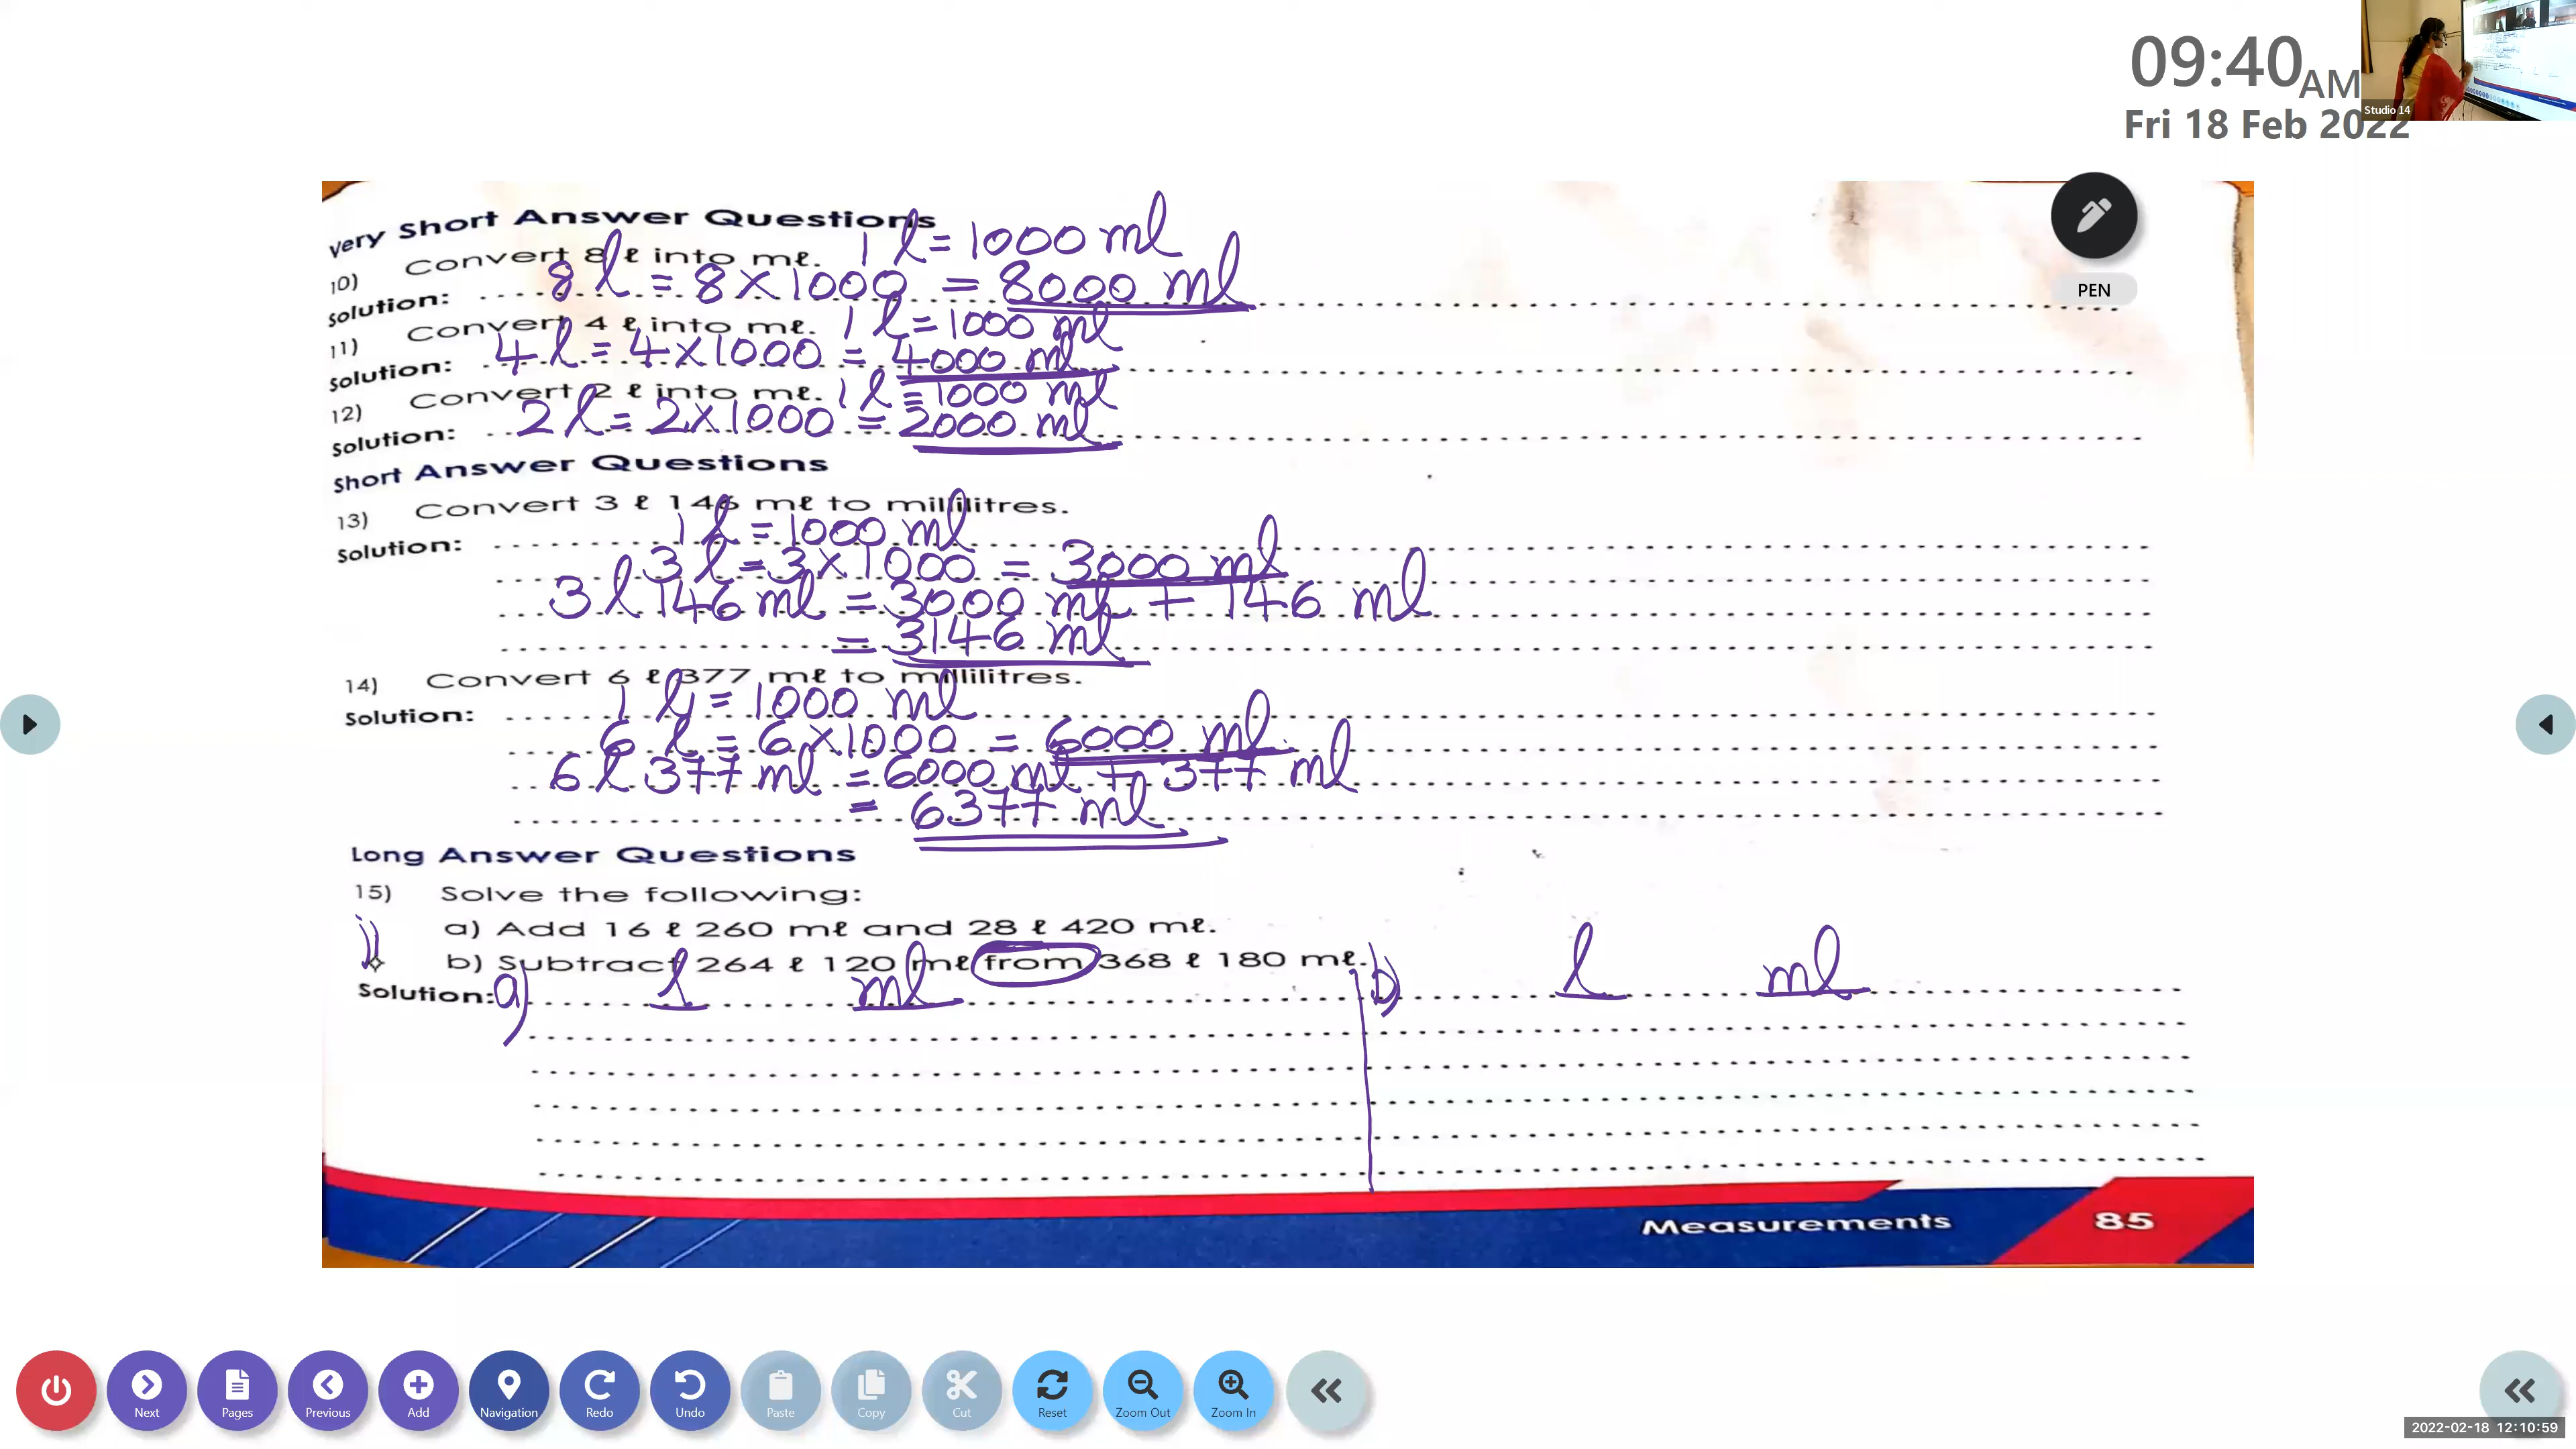 09:40 AM
Fri 18 Feb 2022
Studio 14
PEN
Very Short Answer Questions
1 l = 1000 ml
10) Convert 8 ℓ into mℓ.
Solution: 8 l = 8 × 1000 = 8000 ml
11) Convert 4 ℓ into mℓ. 1 l = 1000 ml
Solution: 4 l = 4 × 1000 = 4000 ml
12) Convert 2 ℓ into mℓ. 1 l = 1000 ml
Solution: 2 l = 2 × 1000 = 2000 ml
Short Answer Questions
13) Convert 3 ℓ 146 mℓ to millilitres.
Solution: 1 l = 1000 ml
3 l = 3 × 1000 = 3000 ml
3 l 146 ml = 3000 ml + 146 ml
= 3146 ml
14) Convert 6 ℓ 377 mℓ to millilitres.
Solution: 1 l = 1000 ml
6 l = 6 × 1000 = 6000 ml
6 l 377 ml = 6000 ml + 377 ml
= 6377 ml
Long Answer Questions
15) Solve the following:
a) Add 16 ℓ 260 mℓ and 28 ℓ 420 mℓ.
b) Subtract 264 ℓ 120 mℓ from 368 ℓ 180 mℓ.
Solution: a) l ml b) l ml
Measurements 85
Next
Pages
Previous
Add
Navigation
Redo
Undo
Paste
Copy
Cut
Reset
Zoom Out
Zoom In
2022-02-18 12:10:59